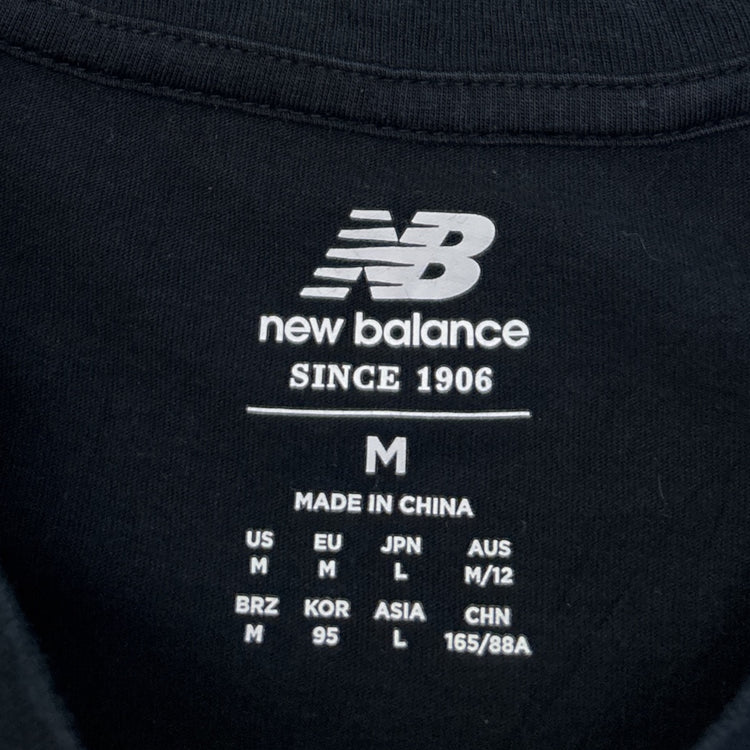 NB
new balance
SINCE 1906
M
MADE IN CHINA
US EU JPN AUS
M M L M/12
BRZ KOR ASIA CHN
M 95 L 165/88A